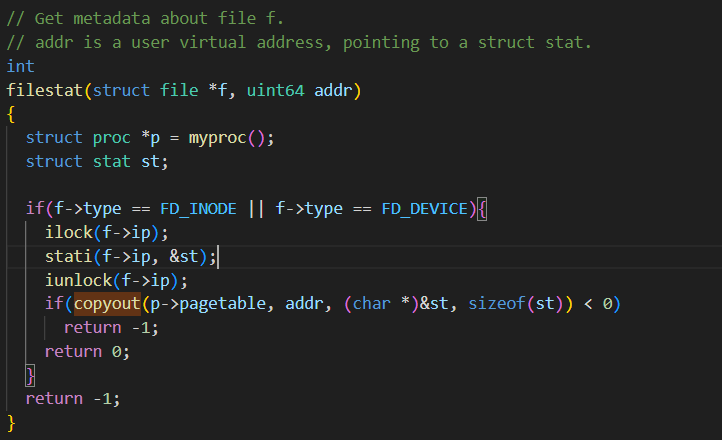 // Get metadata about file f.
// addr is a user virtual address, pointing to a struct stat.
int
filestat(struct file *f, uint64 addr)
{
  struct proc *p = myproc();
  struct stat st;

  if(f->type == FD_INODE || f->type == FD_DEVICE){
    ilock(f->ip);
    stati(f->ip, &st);
    iunlock(f->ip);
    if(copyout(p->pagetable, addr, (char *)&st, sizeof(st)) < 0)
      return -1;
    return 0;
  }
  return -1;
}